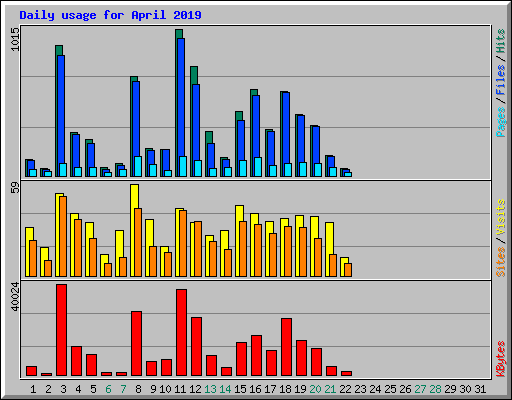 Daily usage for April 2019
1015
Pages / Files / Hits
59
Sites / Visits
40024
KBytes
1 2 3 4 5 6 7 8 9 10 11 12 13 14 15 16 17 18 19 20 21 22 23 24 25 26 27 28 29 30 31